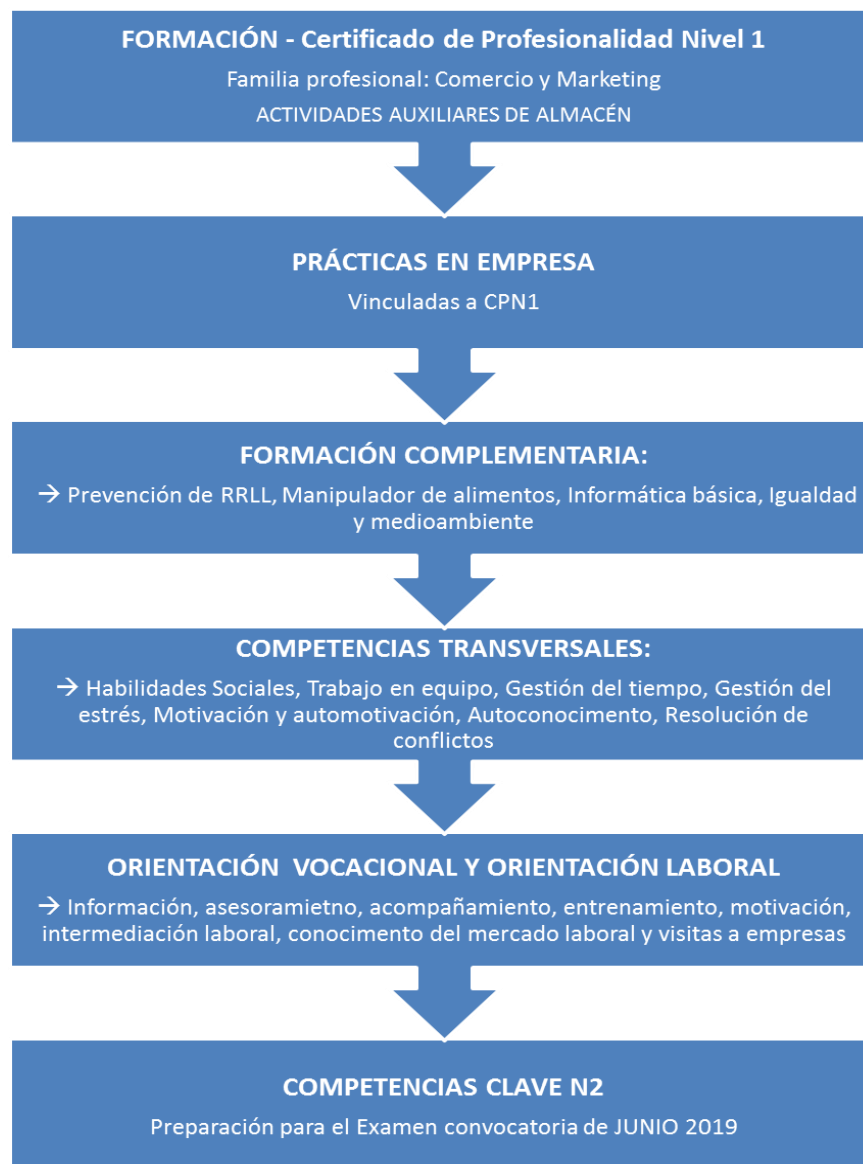 FORMACIÓN - Certificado de Profesionalidad Nivel 1
Familia profesional: Comercio y Marketing
ACTIVIDADES AUXILIARES DE ALMACÉN
PRÁCTICAS EN EMPRESA
Vinculadas a CPN1
FORMACIÓN COMPLEMENTARIA:
→ Prevención de RRLL, Manipulador de alimentos, Informática básica, Igualdad
y medioambiente
COMPETENCIAS TRANSVERSALES:
→ Habilidades Sociales, Trabajo en equipo, Gestión del tiempo, Gestión del
estrés, Motivación y automotivación, Autoconocimiento, Resolución de
conflictos
ORIENTACIÓN VOCACIONAL Y ORIENTACIÓN LABORAL
→ Información, asesoramietno, acompañamiento, entrenamiento, motivación,
intermediación laboral, conocimento del mercado laboral y visitas a empresas
COMPETENCIAS CLAVE N2
Preparación para el Examen convocatoria de JUNIO 2019